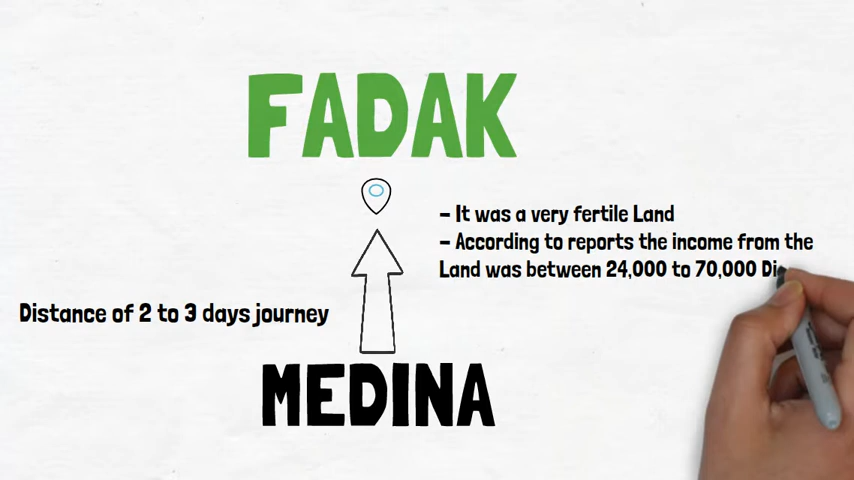 FADAK
- It was a very fertile Land
- According to reports the income from the
Land was between 24,000 to 70,000 Di
Distance of 2 to 3 days journey
MEDINA